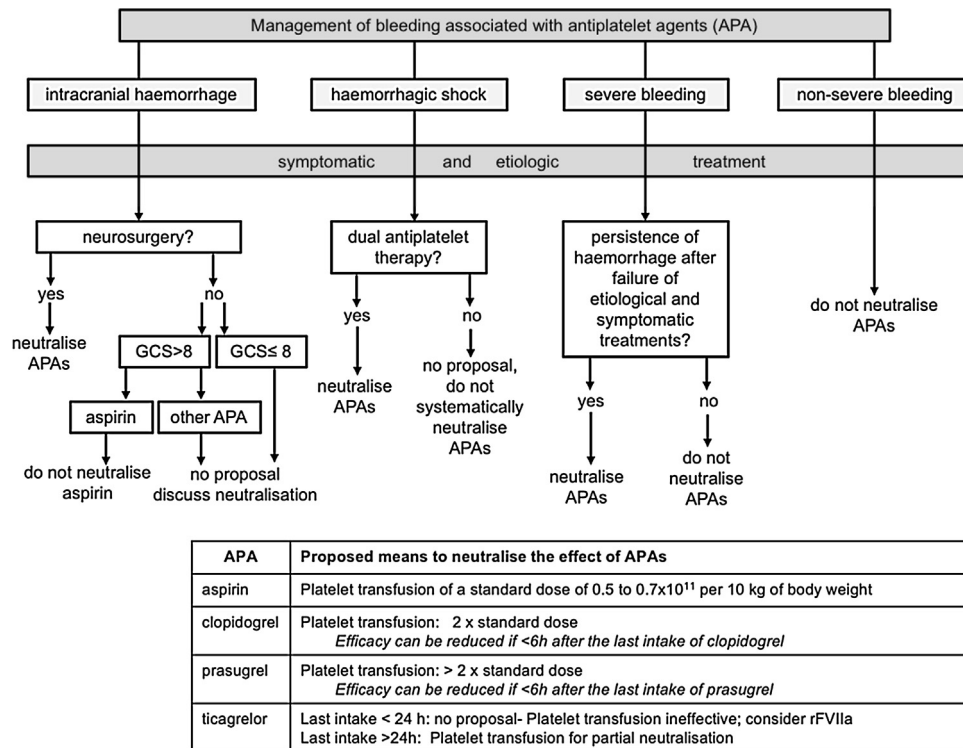 Management of bleeding associated with antiplatelet agents (APA)
intracranial haemorrhage
haemorrhagic shock
severe bleeding
non-severe bleeding
symptomatic and etiologic treatment
neurosurgery?
yes
no
neutralise
APAs
GCS>8
GCS≤ 8
aspirin
other APA
do not neutralise
aspirin
no proposal
discuss neutralisation
dual antiplatelet
therapy?
yes
no
neutralise
APAs
no proposal,
do not
systematically
neutralise
APAs
persistence of
haemorrhage after
failure of
etiological and
symptomatic
treatments?
yes
no
neutralise
APAs
do not
neutralise
APAs
do not neutralise
APAs
APA Proposed means to neutralise the effect of APAs
aspirin Platelet transfusion of a standard dose of 0.5 to 0.7x10¹¹ per 10 kg of body weight
clopidogrel Platelet transfusion: 2 x standard dose
Efficacy can be reduced if <6h after the last intake of clopidogrel
prasugrel Platelet transfusion: > 2 x standard dose
Efficacy can be reduced if <6h after the last intake of prasugrel
ticagrelor Last intake < 24 h: no proposal- Platelet transfusion ineffective; consider rFVIIa
Last intake >24h: Platelet transfusion for partial neutralisation